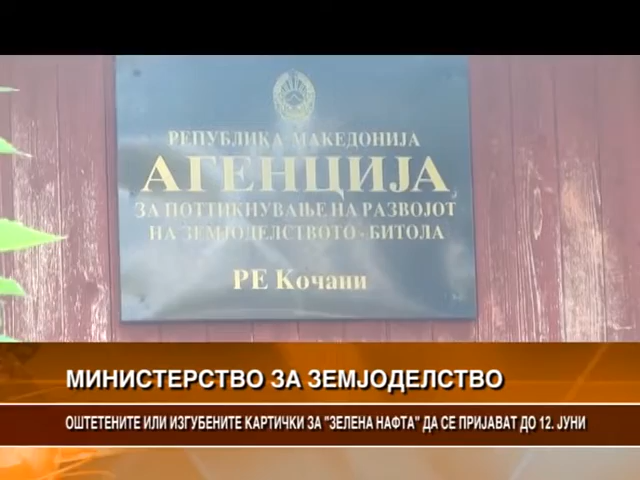 РЕПУБЛИКА МАКЕДОНИЈА
АГЕНЦИЈА
ЗА ПОТТИКНУВАЊЕ НА РАЗВОЈОТ
НА ЗЕМЈОДЕЛСТВОТО - БИТОЛА
РЕ Кочани
МИНИСТЕРСТВО ЗА ЗЕМЈОДЕЛСТВО
ОШТЕТЕНИТЕ ИЛИ ИЗГУБЕНИТЕ КАРТИЧКИ ЗА "ЗЕЛЕНА НАФТА" ДА СЕ ПРИЈАВАТ ДО 12. ЈУНИ